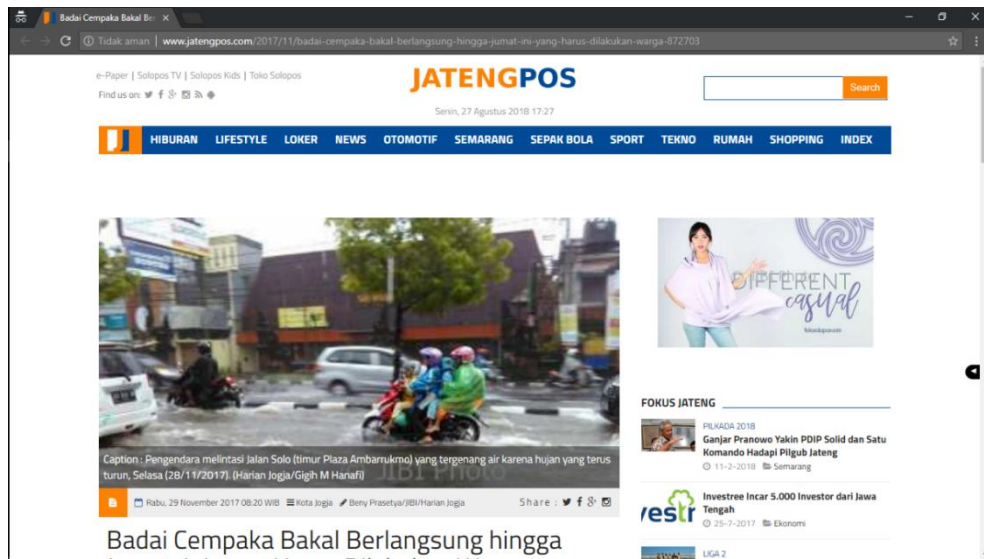 Badai Cempaka Bakal Be
Tidak aman | www.jatengpos.com/2017/11/badai-cempaka-bakal-berlangsung-hingga-jumat-ini-yang-harus-dilakukan-warga-872703
e-Paper | Solopos TV | Solopos Kids | Toko Solopos
Find us on:
JATENGPOS
Senin, 27 Agustus 2018 17:27
Search
HIBURAN LIFESTYLE LOKER NEWS OTOMOTIF SEMARANG SEPAK BOLA SPORT TEKNO RUMAH SHOPPING INDEX
Caption : Pengendara melintasi Jalan Solo (timur Plaza Ambarrukmo) yang tergenang air karena hujan yang terus
turun, Selasa (28/11/2017). (Harian Jogja/Gigih M Hanafi)
JIBI Photo
Rabu, 29 November 2017 08:20 WIB Kota Jogja Beny Prasetya/JIBI/Harian Jogja Share :
Badai Cempaka Bakal Berlangsung hingga
DIFFERENT
casual
FOKUS JATENG
PILKADA 2018
Ganjar Pranowo Yakin PDIP Solid dan Satu
Komando Hadapi Pilgub Jateng
11-2-2018 Semarang
Investree Incar 5.000 Investor dari Jawa
Tengah
25-7-2017 Ekonomi
LIGA 2